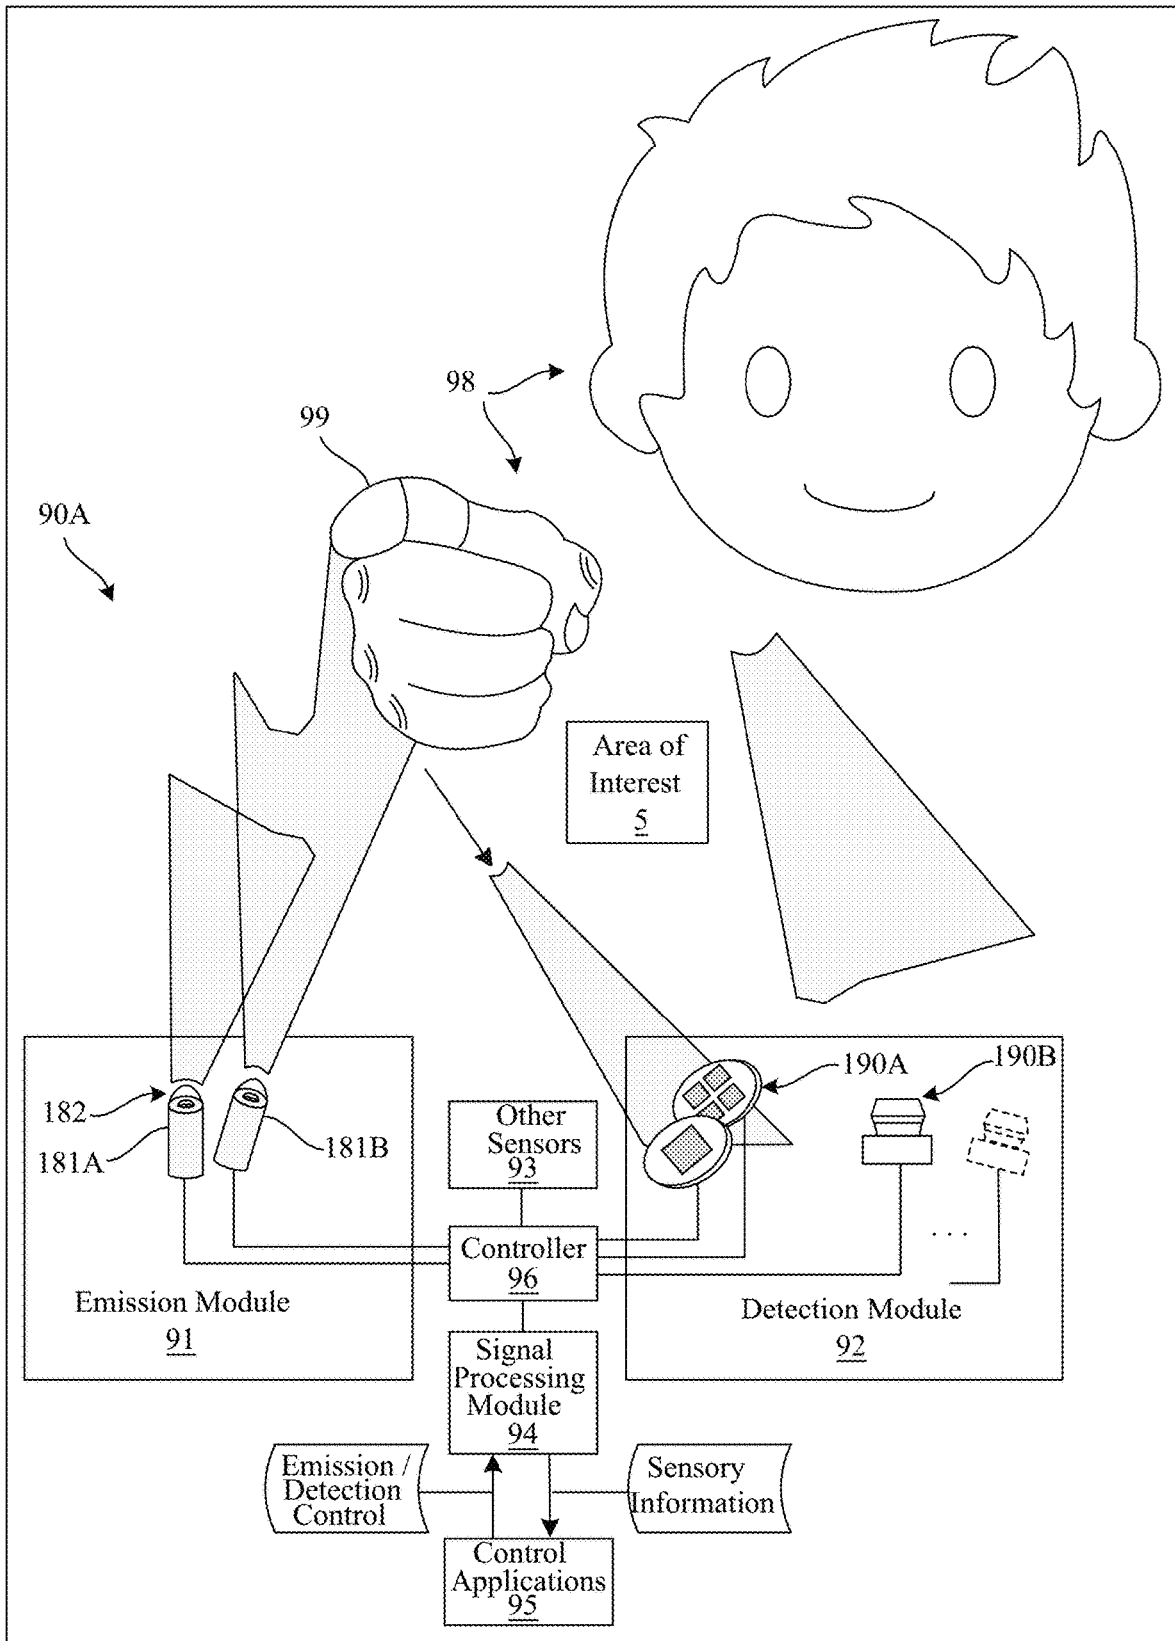 98
99
90A
Area of
Interest
5
190A
190B
182
181A
181B
Other
Sensors
93
Controller
96
. . .
Emission Module
91
Detection Module
92
Signal
Processing
Module
94
Emission /
Detection
Control
Sensory
Information
Control
Applications
95